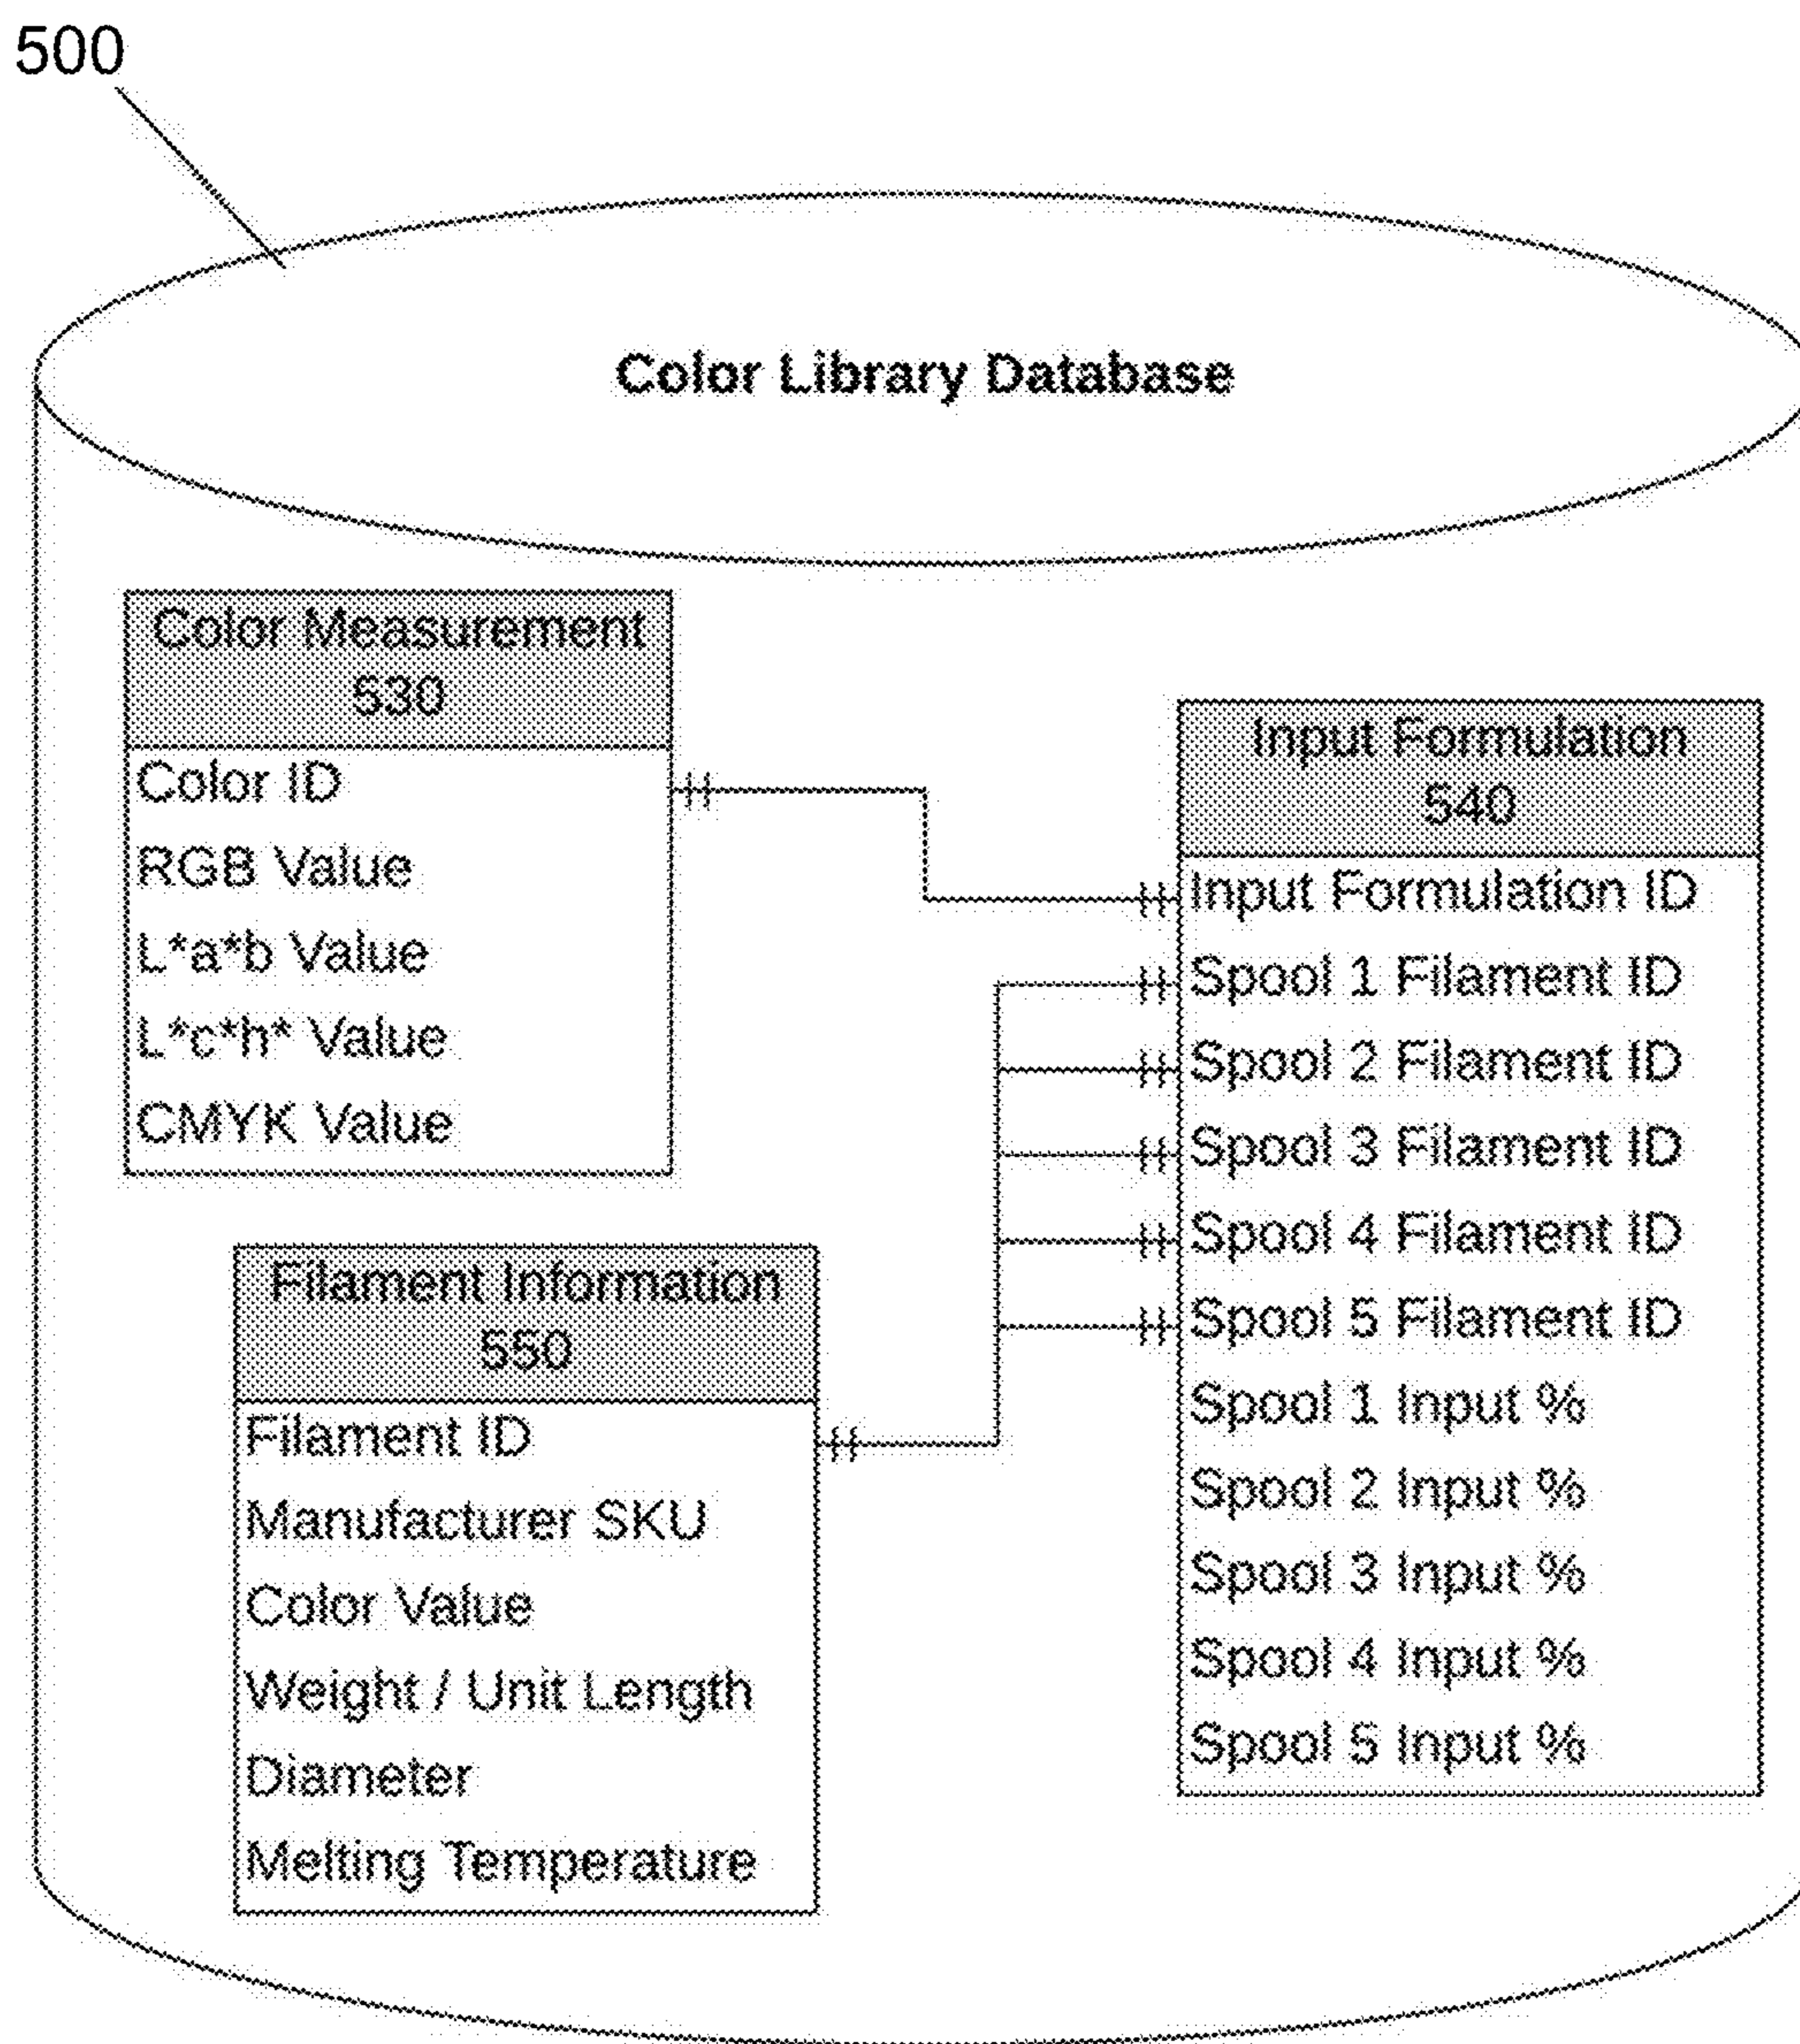 500
Color Library Database
Color Measurement
530
Color ID
RGB Value
L*a*b Value
L*c*h* Value
CMYK Value
Input Formulation
540
Input Formulation ID
Spool 1 Filament ID
Spool 2 Filament ID
Spool 3 Filament ID
Spool 4 Filament ID
Spool 5 Filament ID
Spool 1 Input %
Spool 2 Input %
Spool 3 Input %
Spool 4 Input %
Spool 5 Input %
Filament Information
550
Filament ID
Manufacturer SKU
Color Value
Weight / Unit Length
Diameter
Melting Temperature